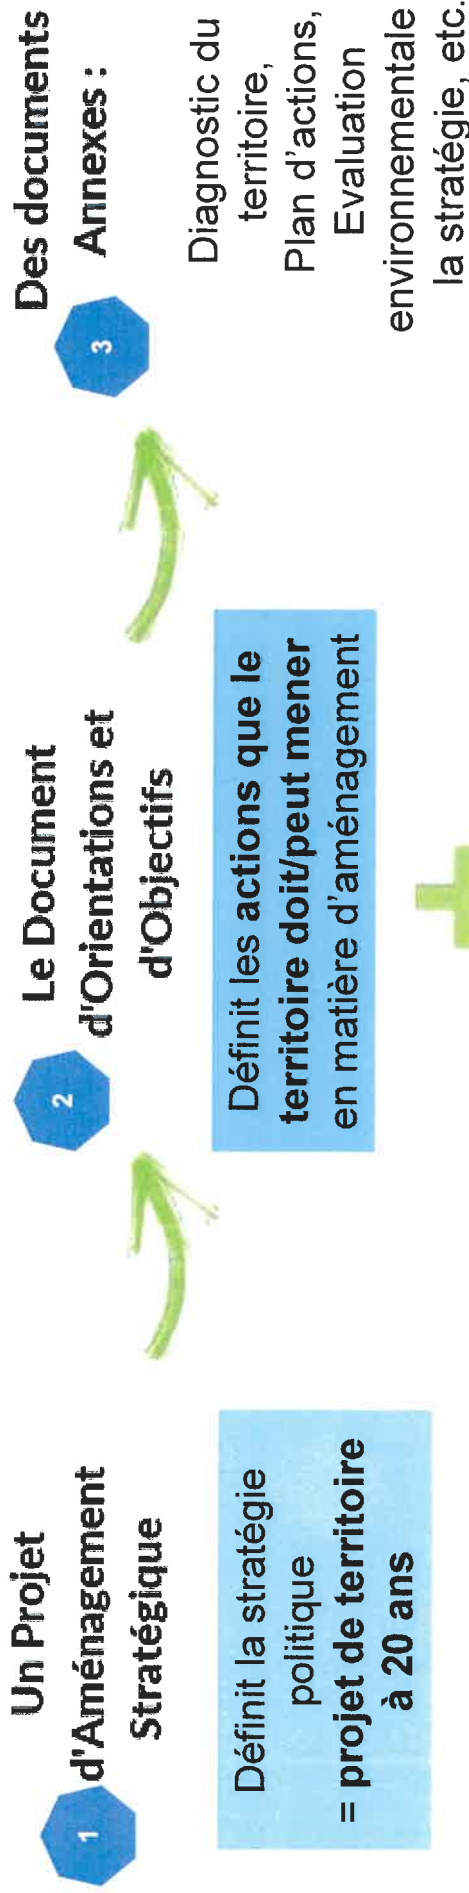 1
Un Projet
d'Aménagement
Stratégique
Définit la stratégie
politique
= projet de territoire
à 20 ans
2
Le Document
d'Orientations et
d'Objectifs
Définit les actions que le
territoire doit/peut mener
en matière d'aménagement
3
Des documents
Annexes :
Diagnostic du
territoire,
Plan d'actions,
Evaluation
environnementale
la stratégie, etc.